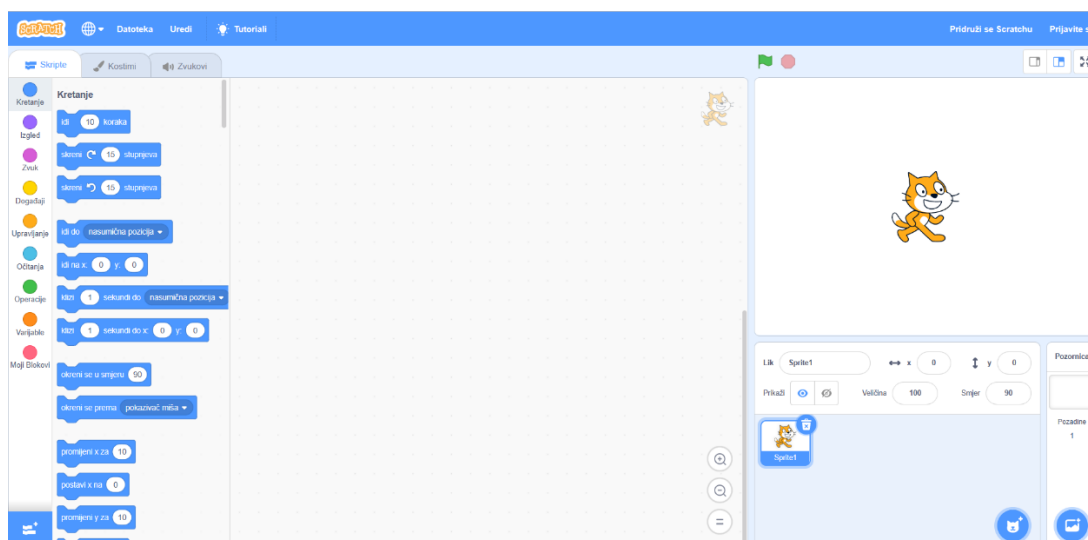 SCRATCH Datoteka Uredi Tutoriali Pridruži se Scratchu Prijavite s
Skripte Kostimi Zvukovi
Kretanje
Izgled
Zvuk
Događaji
Upravljanje
Očitanja
Operacije
Varijable
Moji Blokovi
Kretanje
idi 10 koraka
skreni 15 stupnjeva
skreni 15 stupnjeva
idi do nasumična pozicija
idi na x: 0 y: 0
klizi 1 sekundi do nasumična pozicija
klizi 1 sekundi do x: 0 y: 0
okreni se u smjeru 90
okreni se prema pokazivač miša
promijeni x za 10
postavi x na 0
promijeni y za 10
Lik Sprite1 x 0 y 0
Prikaži Veličina 100 Smjer 90
Sprite1
Pozornica
Pozadine
1